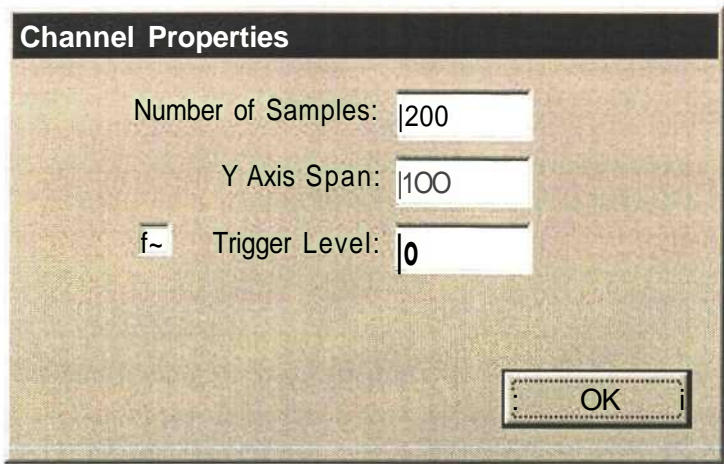 Channel Properties
Number of Samples: |200
Y Axis Span: |100
f~ Trigger Level: |0
: OK i